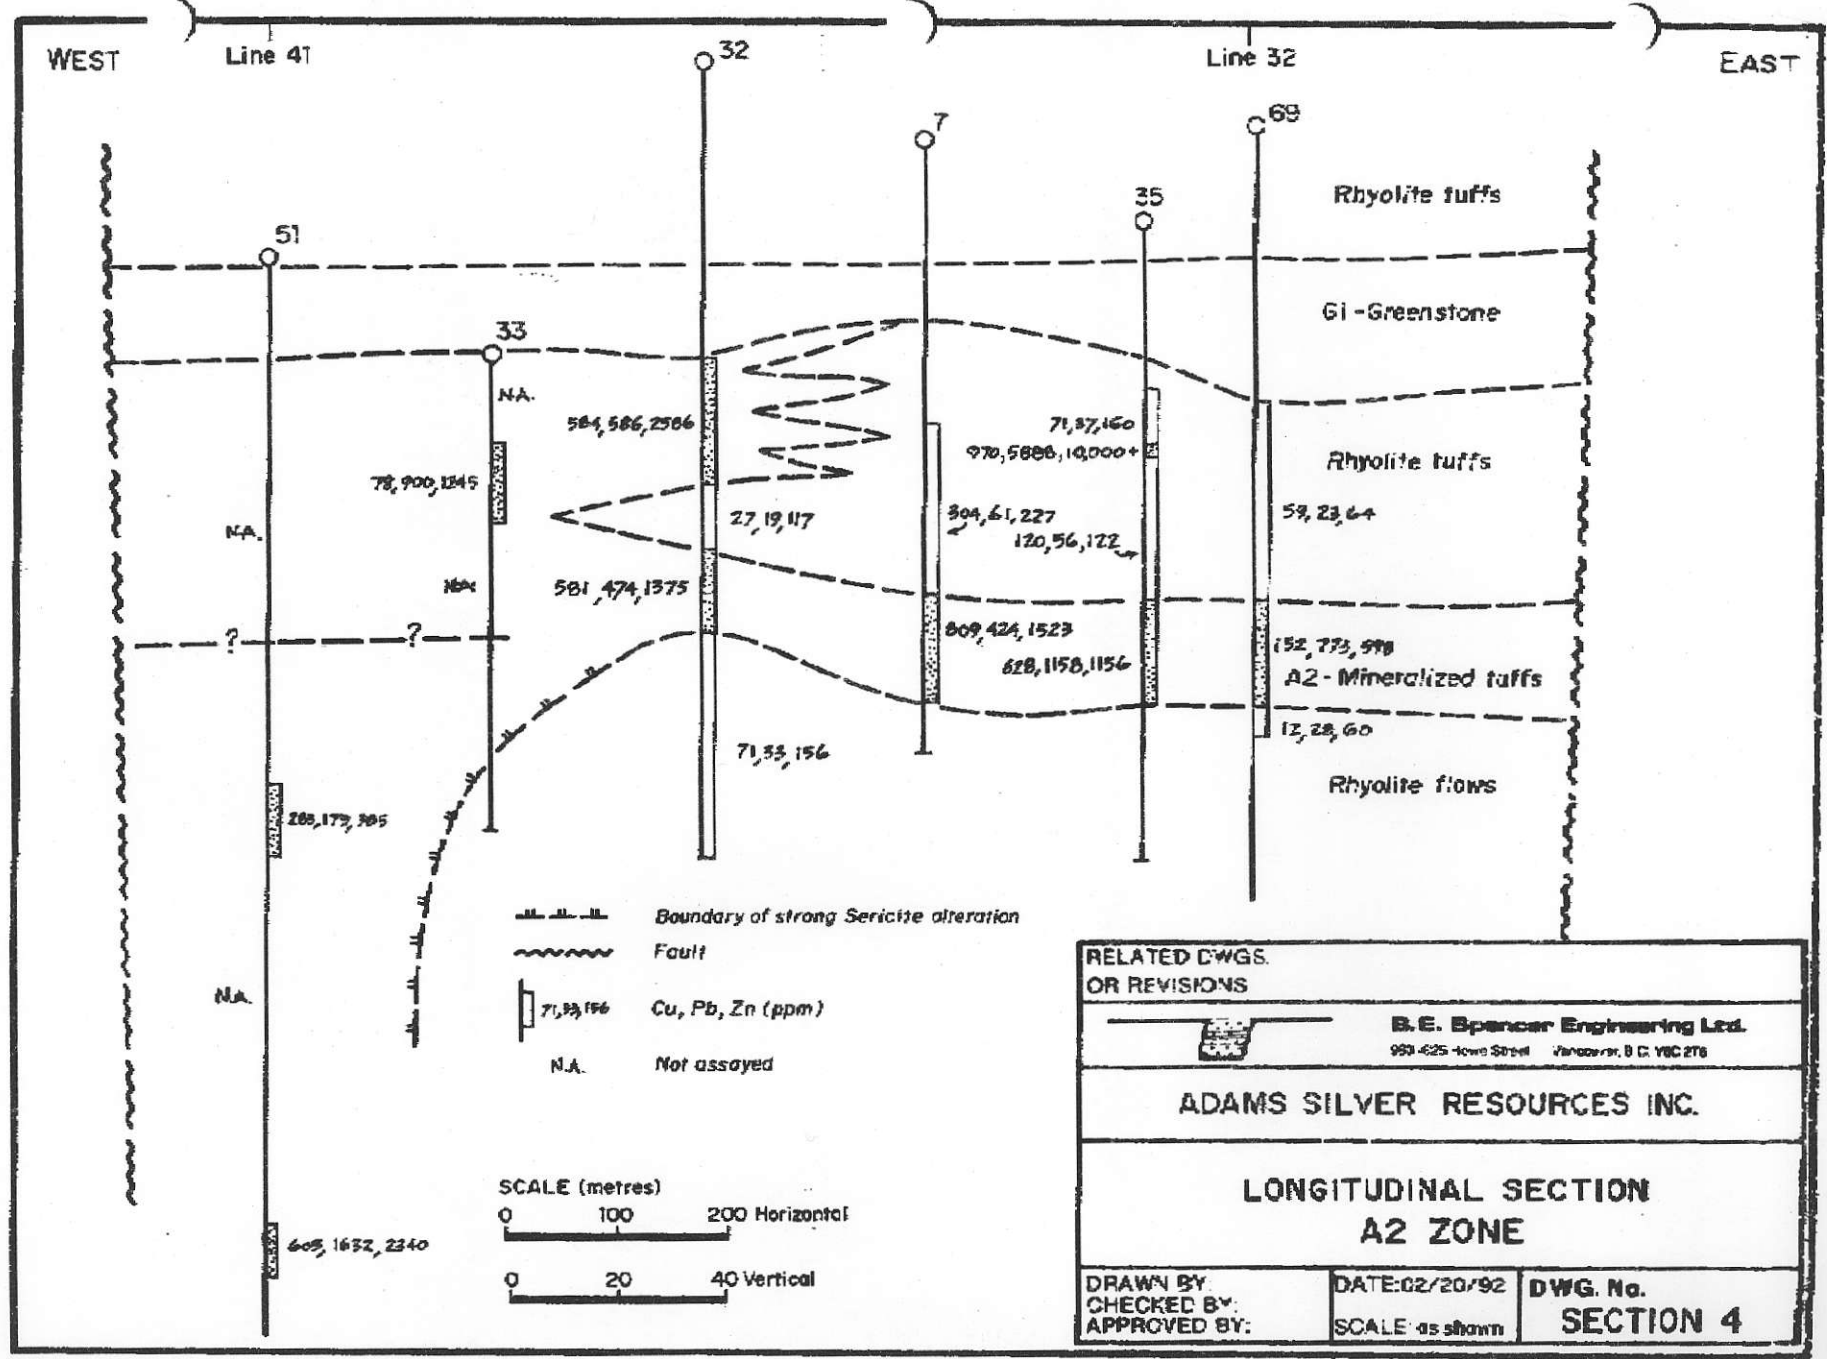 WEST
Line 41
32
Line 32
EAST
7
69
35
Rhyolite tuffs
51
Gi-Greenstone
33
N.A.
584,586,2586
71,37,160
970,5888,10,000+
Rhyolite tuffs
78,900,1245
27,19,117
304,61,227
59,23,64
N.A.
120,56,122
N.A.
581,474,1375
?
?
809,424,1523
628,1158,1156
A2-Mineralized tuffs
71,33,156
12,28,60
Rhyolite flows
Boundary of strong Sericite alteration
Fault
71,33,156
Cu, Pb, Zn (ppm)
N.A.
N.A.
Not assayed
605,1632,2340
SCALE (metres)
0 100 200 Horizontal
0 20 40 Vertical
RELATED DWGS.
OR REVISIONS
B.E. Spencer Engineering Ltd.
Howe Street Vancouver, B.C. V6C 2T6
ADAMS SILVER RESOURCES INC.
LONGITUDINAL SECTION
A2 ZONE
DRAWN BY:
CHECKED BY:
APPROVED BY:
DATE:02/20/92
SCALE as shown
DWG. No.
SECTION 4